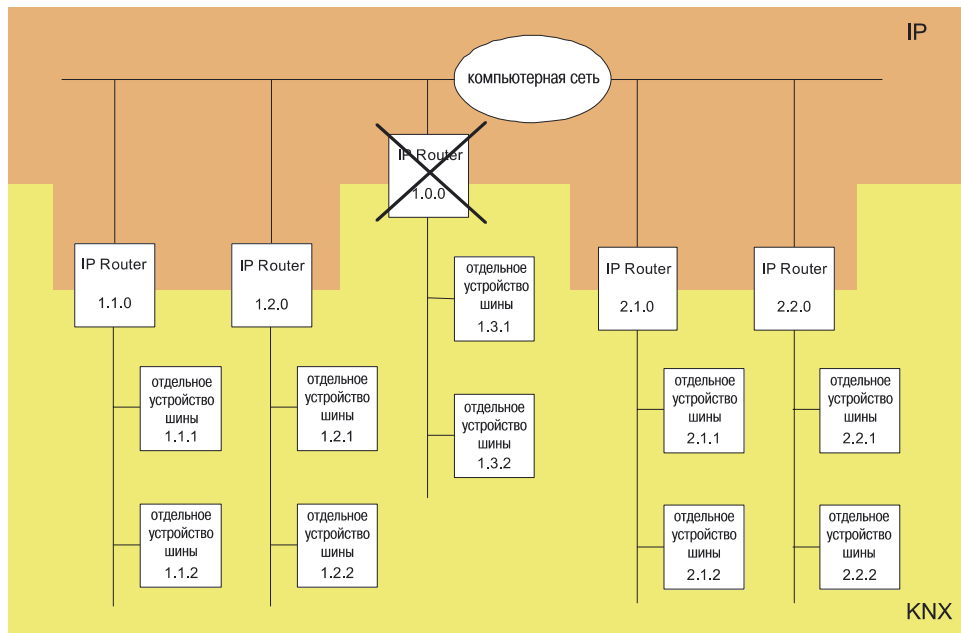 IP
компьютерная сеть
IP Router
1.0.0
IP Router
1.1.0
IP Router
1.2.0
отдельное
устройство
шины
1.3.1
IP Router
2.1.0
IP Router
2.2.0
отдельное
устройство
шины
1.1.1
отдельное
устройство
шины
1.2.1
отдельное
устройство
шины
1.3.2
отдельное
устройство
шины
2.1.1
отдельное
устройство
шины
2.2.1
отдельное
устройство
шины
1.1.2
отдельное
устройство
шины
1.2.2
отдельное
устройство
шины
2.1.2
отдельное
устройство
шины
2.2.2
KNX